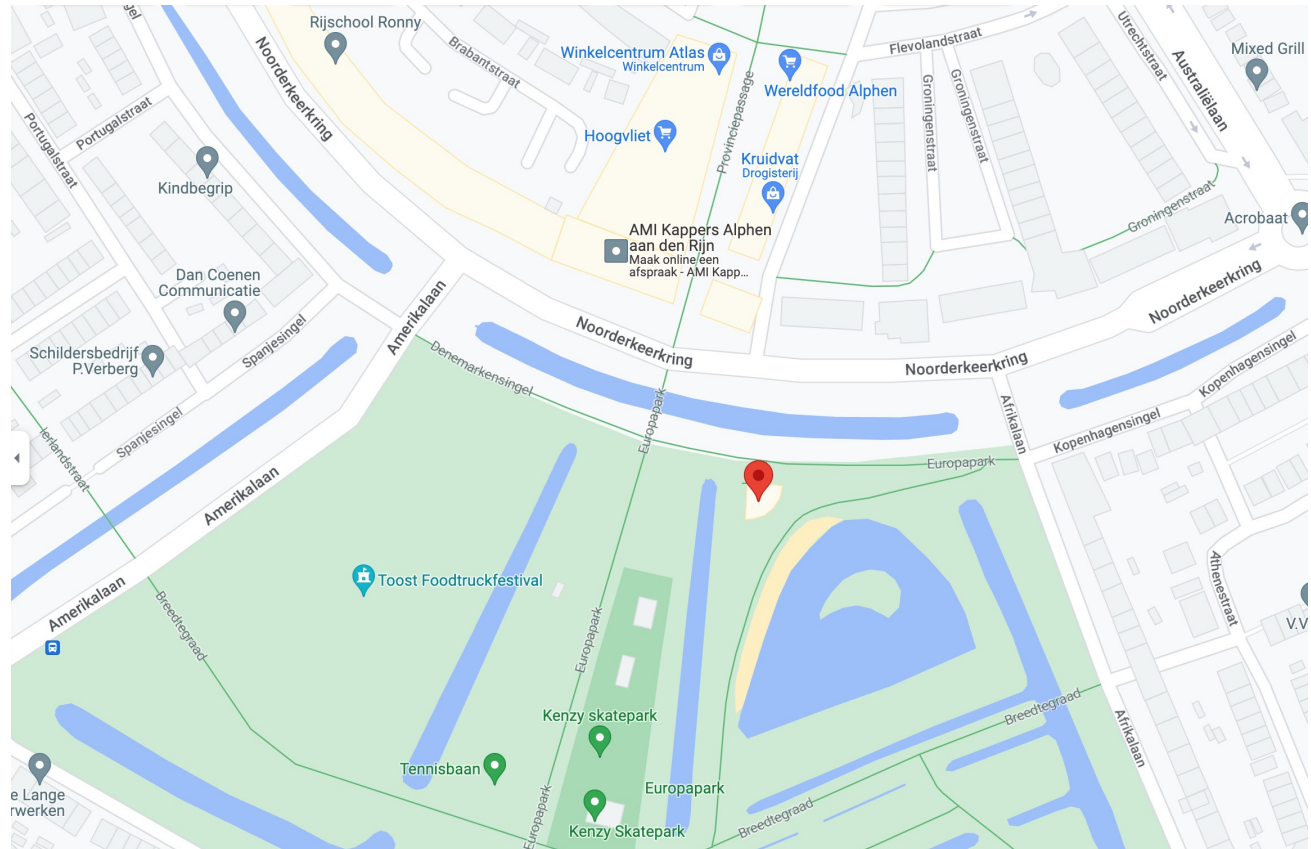 Rijschool Ronny
Noorderkeerkring
Brabantstraat
Winkelcentrum Atlas
Winkelcentrum
Wereldfood Alphen
Flevolandstraat
Utrechtstraat
Australiëlaan
Mixed Grill
Portugalstraat
Portugalstraat
Kindbegrip
Hoogvliet
Provinciepassage
Kruidvat
Drogisterij
Groningenstraat
Groningenstraat
Groningenstraat
Acrobaat
AMI Kappers Alphen
aan den Rijn
Maak online een
afspraak - AMI Kapp...
Dan Coenen
Communicatie
Spanjesingel
Amerikalaan
Noorderkeerkring
Noorderkeerkring
Noorderkeerkring
Schildersbedrijf
P.Verberg
Spanjesingel
Denemarkensingel
Europapark
Afrikalaan
Kopenhagensingel
Kopenhagensingel
Ierlandstraat
Amerikalaan
Europapark
Toost Foodtruckfestival
Amerikalaan
Breedtegraad
Europapark
Athenestraat
V.V
Kenzy skatepark
Breedtegraad
Afrikalaan
Tennisbaan
Europapark
e Lange
rwerken
Europapark
Kenzy Skatepark
Breedtegraad